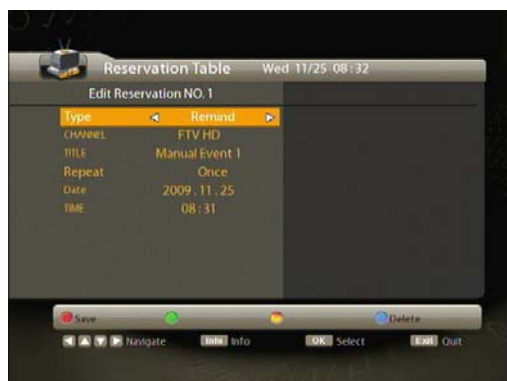 Reservation Table Wed 11/25 08:32
Edit Reservation NO. 1
Type Remind
CHANNEL FTV HD
TITLE Manual Event 1
Repeat Once
Date 2009 . 11 . 25
TIME 08 : 31
Save Delete
Navigate Info Info OK Select Exit Quit